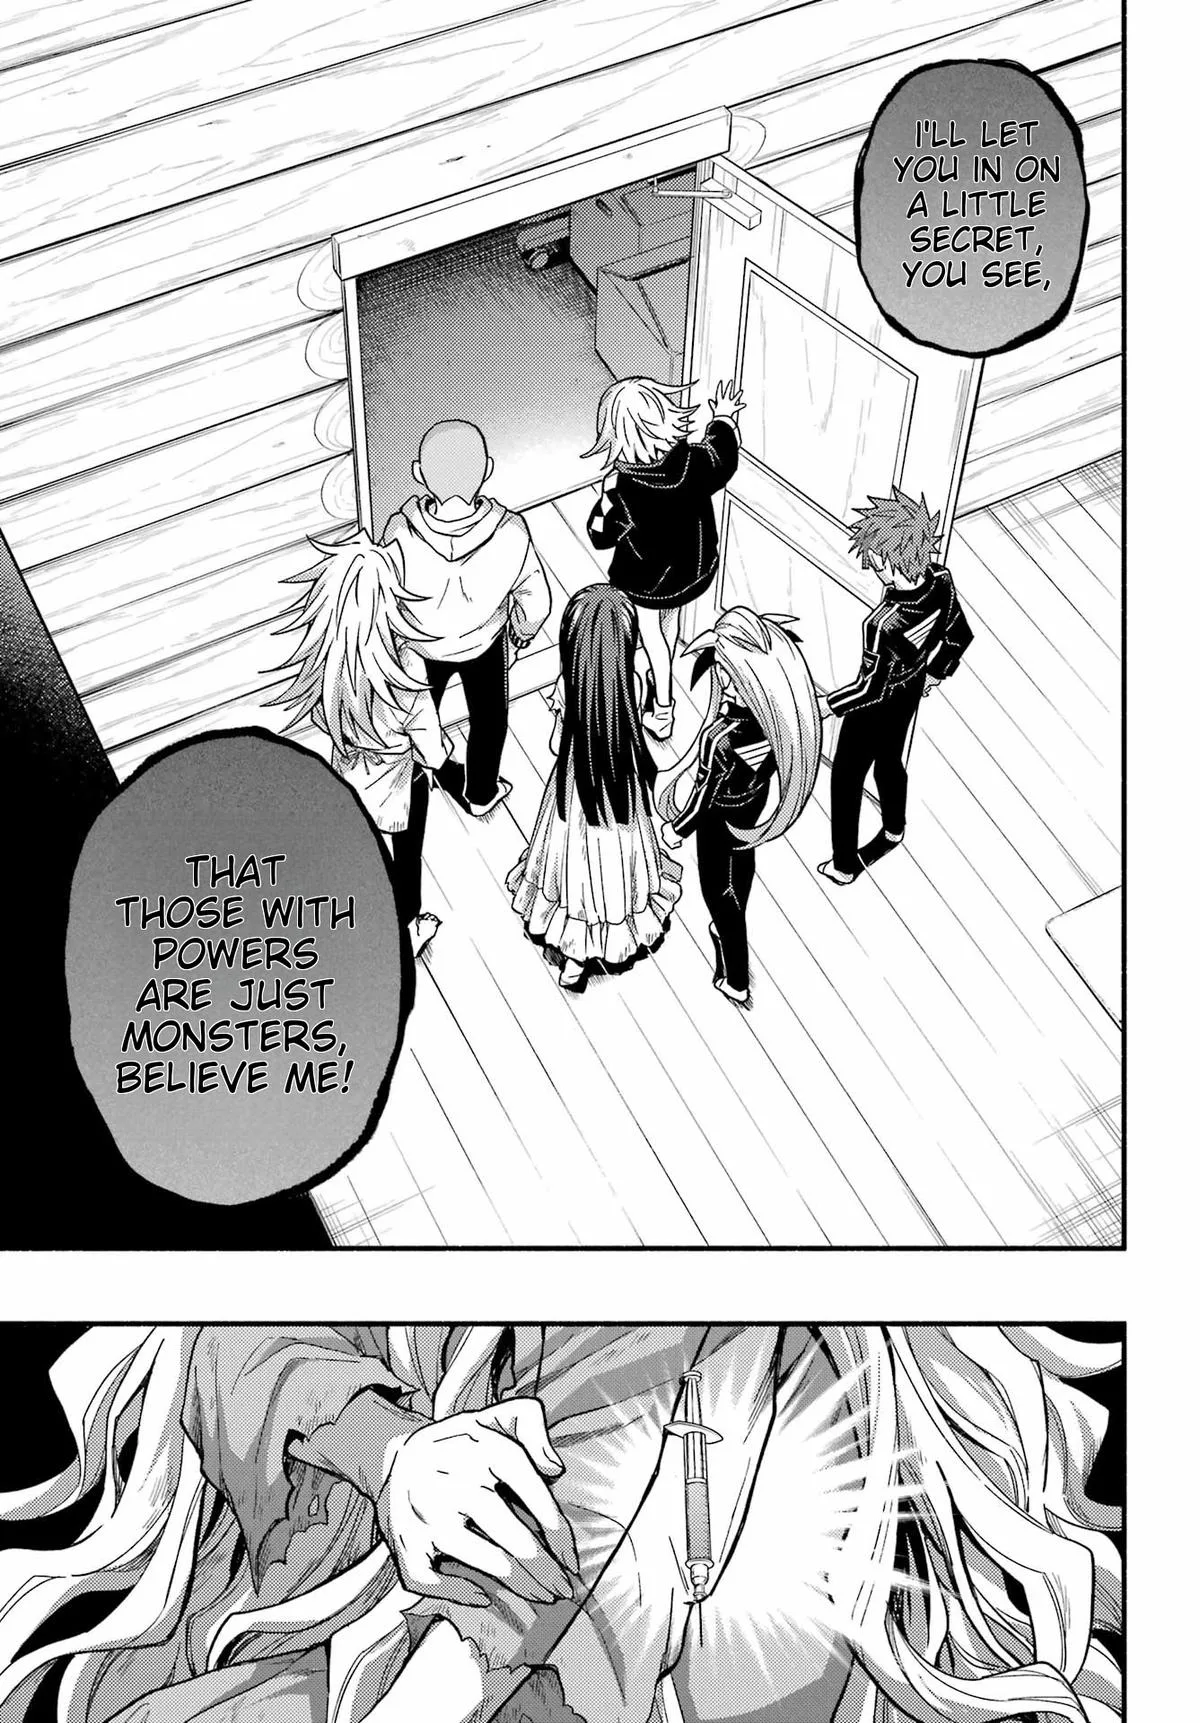 I'LL LET
YOU IN ON
A LITTLE
SECRET,
YOU SEE,
THAT
THOSE WITH
POWERS
ARE JUST
MONSTERS,
BELIEVE ME!